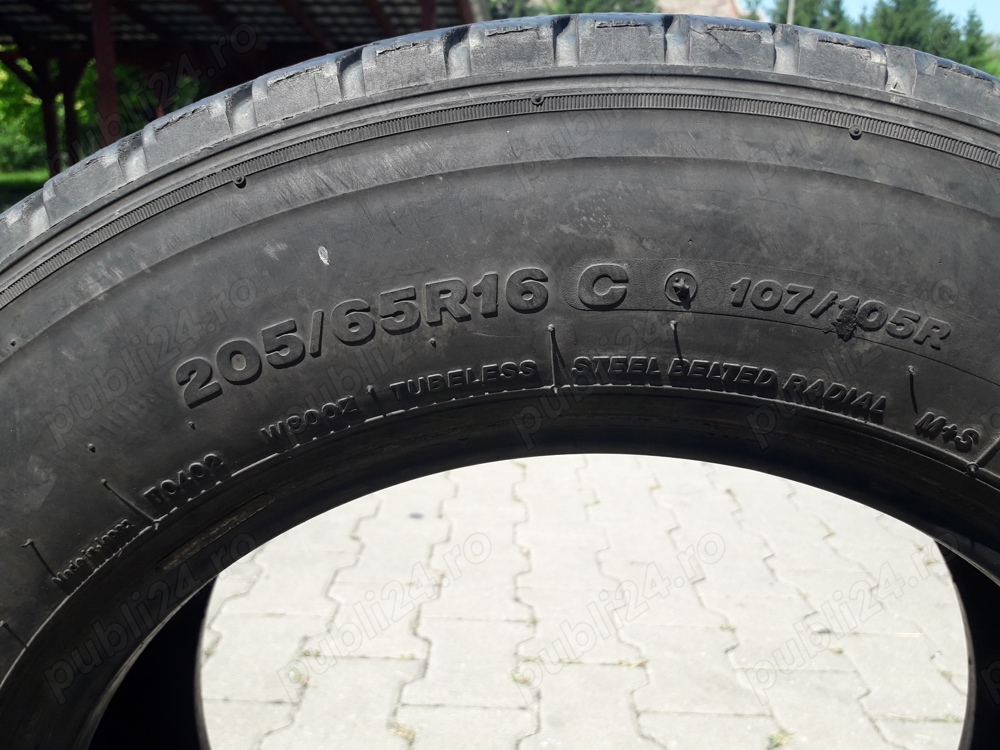 205/65R16 C 107/105R
TUBELESS STEEL BELTED RADIAL M+S
publi24.ro